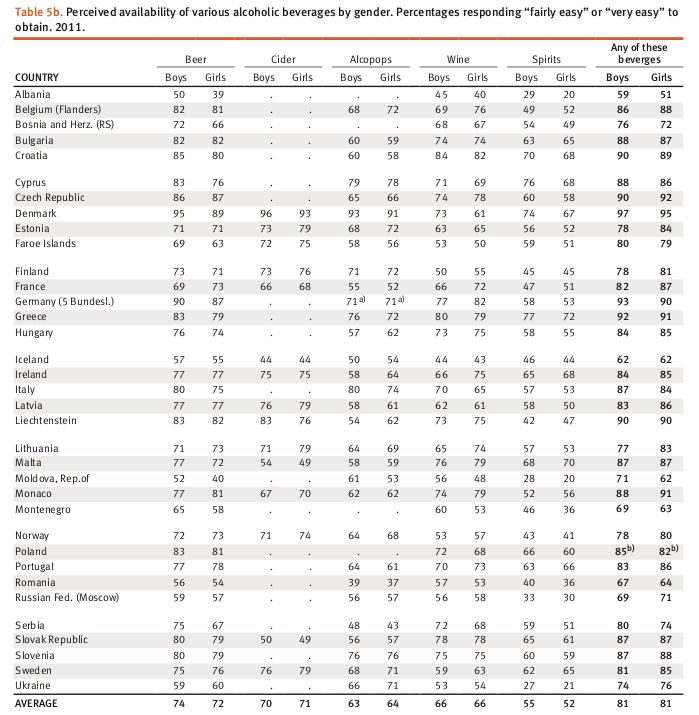 Table 5b. Perceived availability of various alcoholic beverages by gender. Percentages responding “fairly easy” or “very easy” to
obtain. 2011.
Beer Cider Alcopops Wine Spirits Any of these beverges
COUNTRY Boys Girls Boys Girls Boys Girls Boys Girls Boys Girls Boys Girls
Albania 50 39 . . . . 45 40 29 20 59 51
Belgium (Flanders) 82 81 . . 68 72 69 76 49 52 86 88
Bosnia and Herz. (RS) 72 66 . . . . 68 67 54 49 76 72
Bulgaria 82 82 . . 60 59 74 74 63 65 88 87
Croatia 85 80 . . 60 58 84 82 70 68 90 89
Cyprus 83 76 . . 79 78 71 69 76 68 88 86
Czech Republic 86 87 . . 65 66 74 78 60 58 90 92
Denmark 95 89 96 93 93 91 73 61 74 67 97 95
Estonia 71 71 73 79 68 72 63 65 56 52 78 84
Faroe Islands 69 63 72 75 58 56 53 50 59 51 80 79
Finland 73 71 73 76 71 72 50 55 45 45 78 81
France 69 73 66 68 55 52 66 72 47 51 82 87
Germany (5 Bundesl.) 90 87 . . 71a) 71a) 77 82 58 53 93 90
Greece 83 79 . . 76 72 80 79 77 72 92 91
Hungary 76 74 . . 57 62 73 75 58 55 84 85
Iceland 57 55 44 44 50 54 44 43 46 44 62 62
Ireland 77 77 75 75 58 64 66 75 65 68 84 85
Italy 80 75 . . 80 74 70 65 57 53 87 84
Latvia 77 77 76 79 58 61 62 61 58 50 83 86
Liechtenstein 83 82 83 76 54 62 73 75 42 47 90 90
Lithuania 71 73 71 79 64 69 65 74 57 53 77 83
Malta 77 72 54 49 58 59 76 79 68 70 87 87
Moldova, Rep.of 52 40 . . 61 53 56 48 28 20 71 62
Monaco 77 81 67 70 62 62 74 79 52 56 88 91
Montenegro 65 58 . . . . 60 53 46 36 69 63
Norway 72 73 71 74 64 68 53 57 43 41 78 80
Poland 83 81 . . . . 72 68 66 60 85b) 82b)
Portugal 77 78 . . 64 61 70 73 63 66 83 86
Romania 56 54 . . 39 37 57 53 40 36 67 64
Russian Fed. (Moscow) 59 57 . . 56 57 56 58 33 30 69 71
Serbia 75 67 . . 48 43 72 68 59 51 80 74
Slovak Republic 80 79 50 49 56 57 78 78 65 61 87 87
Slovenia 80 79 . . 76 76 75 75 60 59 87 88
Sweden 75 76 76 79 68 71 59 63 62 65 81 85
Ukraine 59 60 . . 66 71 53 54 27 21 74 76
AVERAGE 74 72 70 71 63 64 66 66 55 52 81 81